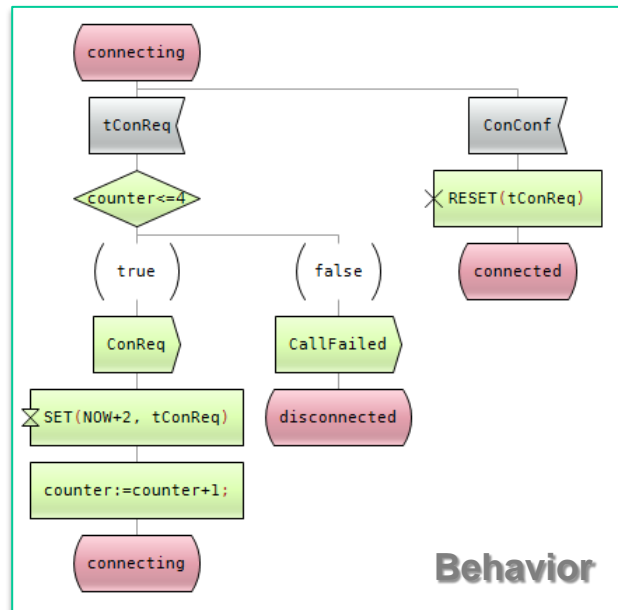 connecting
tConReq
ConConf
counter<=4
RESET(tConReq)
true
false
connected
ConReq
CallFailed
SET(NOW+2, tConReq)
disconnected
counter:=counter+1;
connecting
Behavior